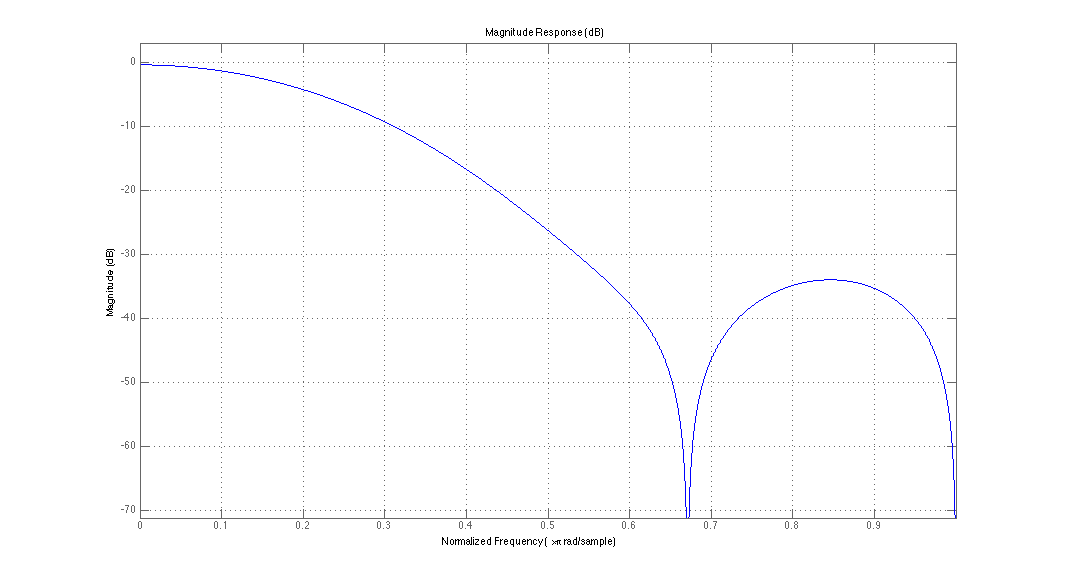 Magnitude Response (dB)
0
-10
-20
-30
-40
-50
-60
-70
Magnitude (dB)
0 0.1 0.2 0.3 0.4 0.5 0.6 0.7 0.8 0.9
Normalized Frequency ( ×π rad/sample)